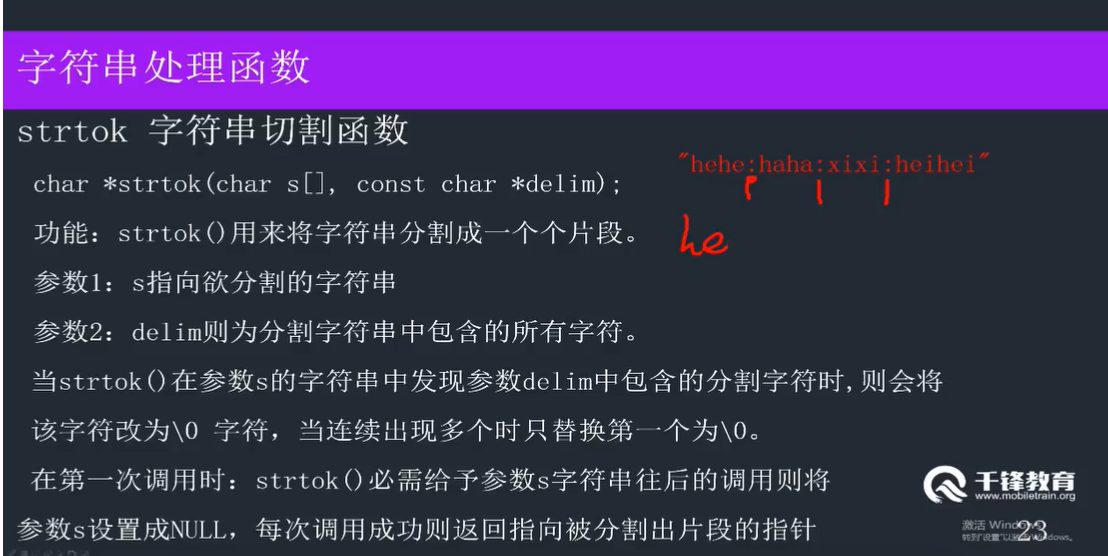 字符串处理函数
strtok 字符串切割函数
"hehe:haha:xixi:heihei"
char *strtok(char s[], const char *delim);
功能：strtok()用来将字符串分割成一个个片段。
he
参数1：s指向欲分割的字符串
参数2：delim则为分割字符串中包含的所有字符。
当strtok()在参数s的字符串中发现参数delim中包含的分割字符时,则会将
该字符改为\0 字符，当连续出现多个时只替换第一个为\0。
在第一次调用时：strtok()必需给予参数s字符串往后的调用则将
参数s设置成NULL，每次调用成功则返回指向被分割出片段的指针
千锋教育
www.mobiletrain.org
激活 Windows
转到"设置"以激活 Windows。
23